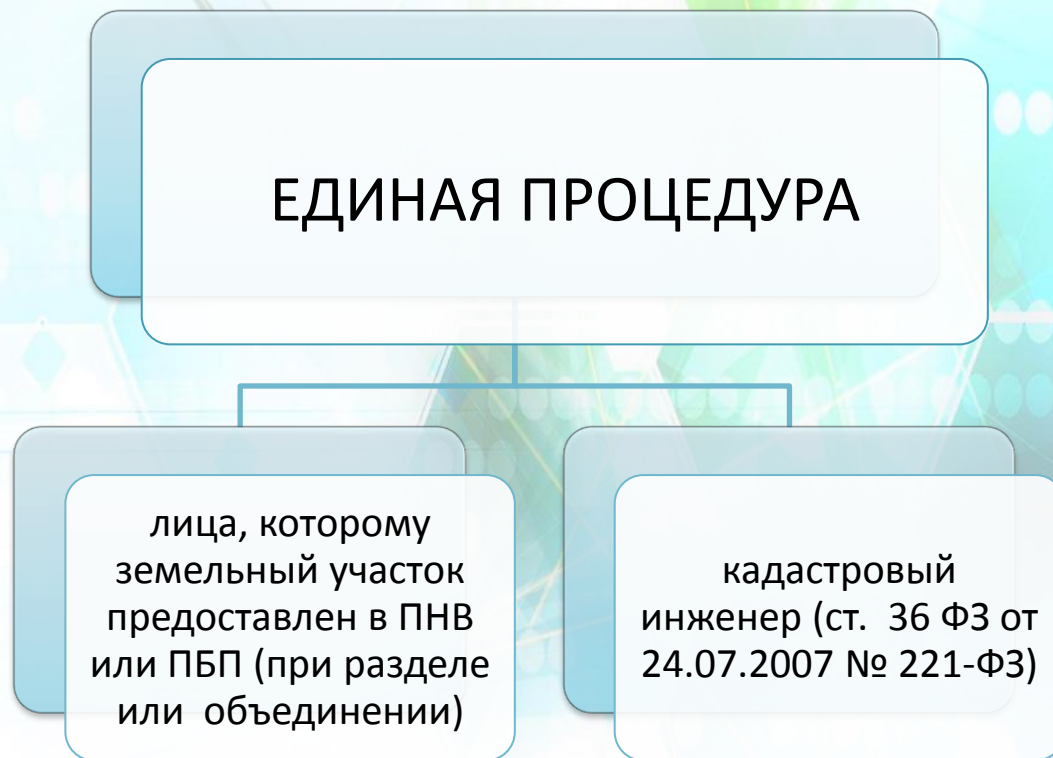 ЕДИНАЯ ПРОЦЕДУРА
лица, которому
земельный участок
предоставлен в ПНВ
или ПБП (при разделе
или объединении)
кадастровый
инженер (ст. 36 ФЗ от
24.07.2007 № 221-ФЗ)